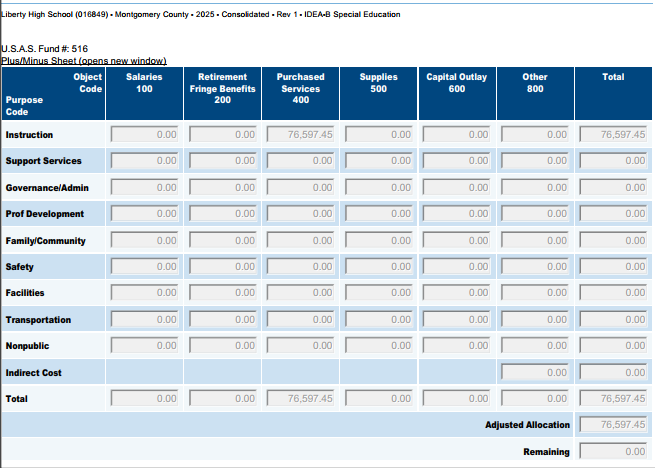 Liberty High School (016849) - Montgomery County - 2025 - Consolidated - Rev 1 - IDEA-B Special Education
U.S.A.S. Fund #: 516
Plus/Minus Sheet (opens new window)
Object Code Purpose Code Salaries 100 Retirement Fringe Benefits 200 Purchased Services 400 Supplies 500 Capital Outlay 600 Other 800 Total
Instruction 0.00 0.00 76,597.45 0.00 0.00 0.00 76,597.45
Support Services 0.00 0.00 0.00 0.00 0.00 0.00 0.00
Governance/Admin 0.00 0.00 0.00 0.00 0.00 0.00 0.00
Prof Development 0.00 0.00 0.00 0.00 0.00 0.00 0.00
Family/Community 0.00 0.00 0.00 0.00 0.00 0.00 0.00
Safety 0.00 0.00 0.00 0.00 0.00 0.00 0.00
Facilities 0.00 0.00 0.00 0.00 0.00 0.00 0.00
Transportation 0.00 0.00 0.00 0.00 0.00 0.00 0.00
Nonpublic 0.00 0.00 0.00 0.00 0.00 0.00 0.00
Indirect Cost 0.00 0.00
Total 0.00 0.00 76,597.45 0.00 0.00 0.00 76,597.45
Adjusted Allocation 76,597.45
Remaining 0.00